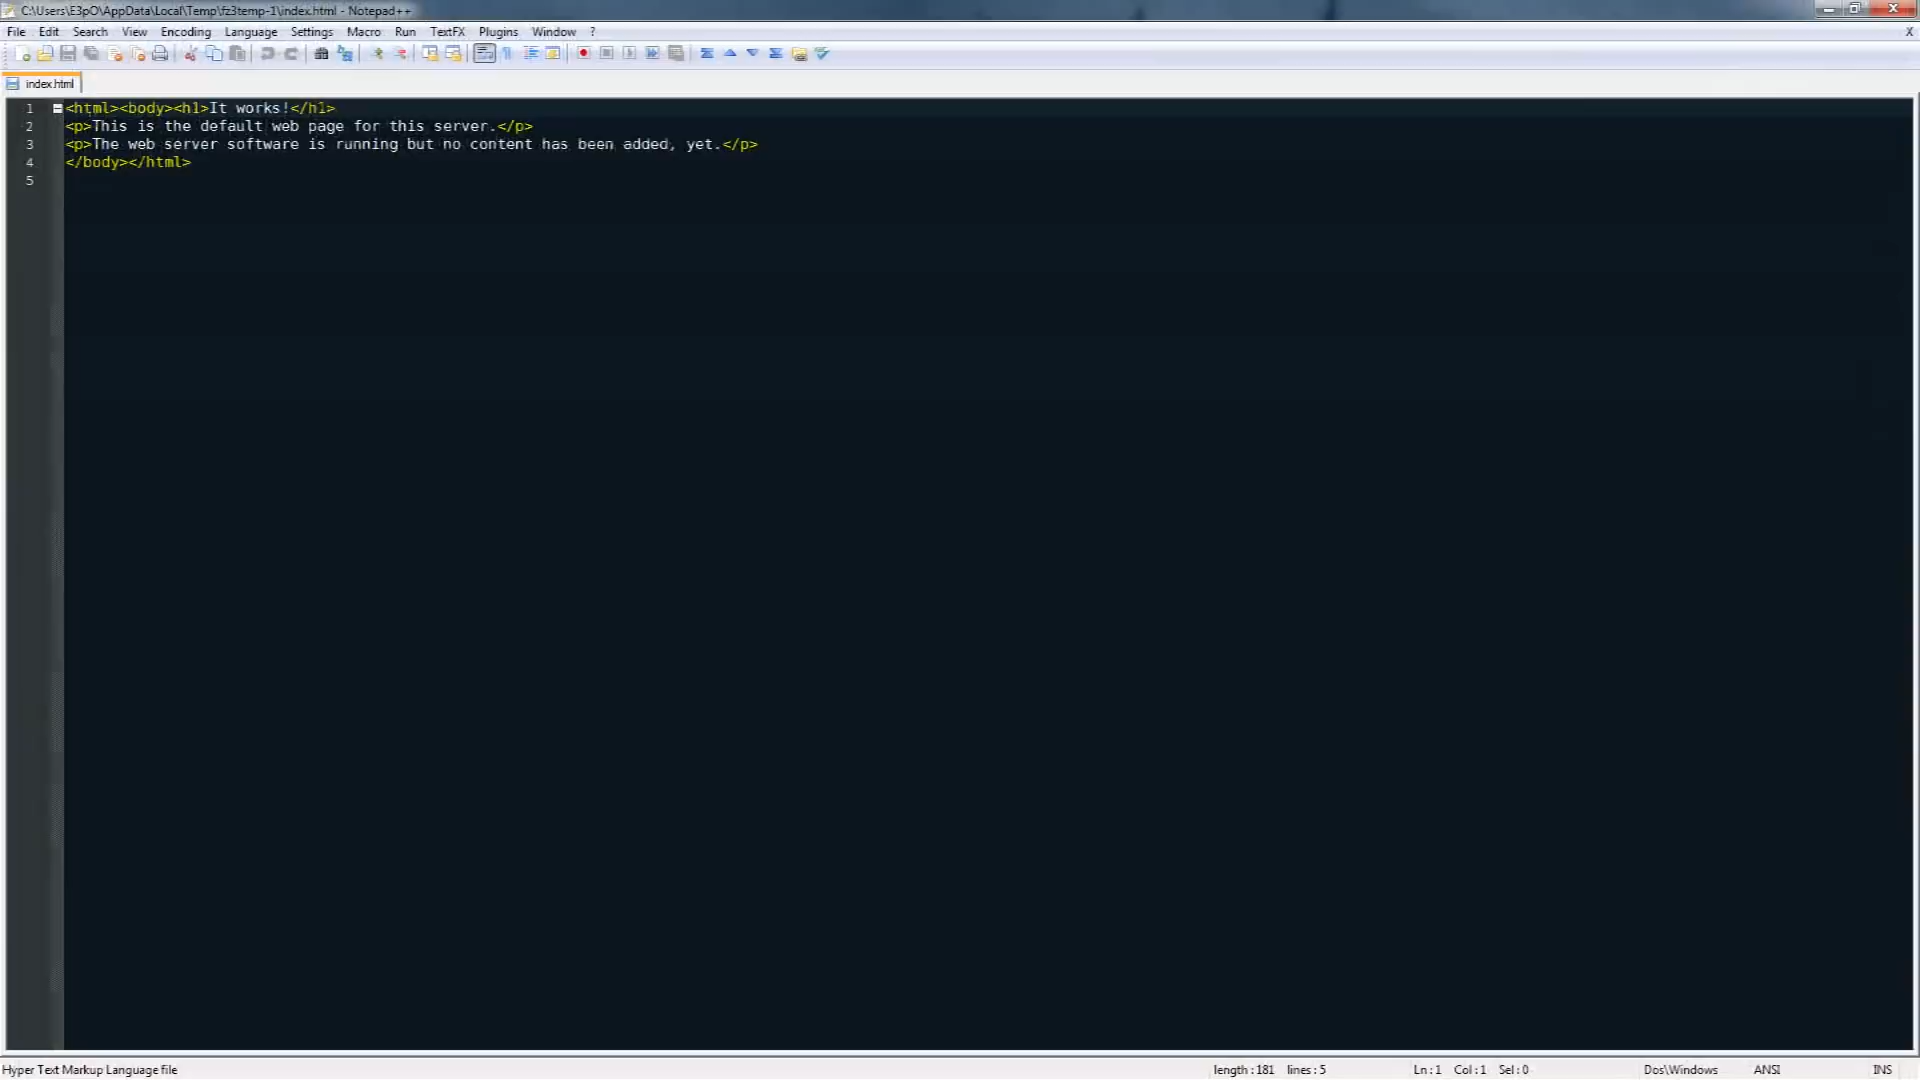 C:\Users\E3pO\AppData\Local\Temp\fz3temp-1\index.html - Notepad++
File Edit Search View Encoding Language Settings Macro Run TextFX Plugins Window ? X
index.html
1 <html><body><h1>It works!</h1>
2 <p>This is the default web page for this server.</p>
3 <p>The web server software is running but no content has been added, yet.</p>
4 </body></html>
5
Hyper Text Markup Language file length : 181 lines : 5 Ln : 1 Col : 1 Sel : 0 Dos\Windows ANSI INS